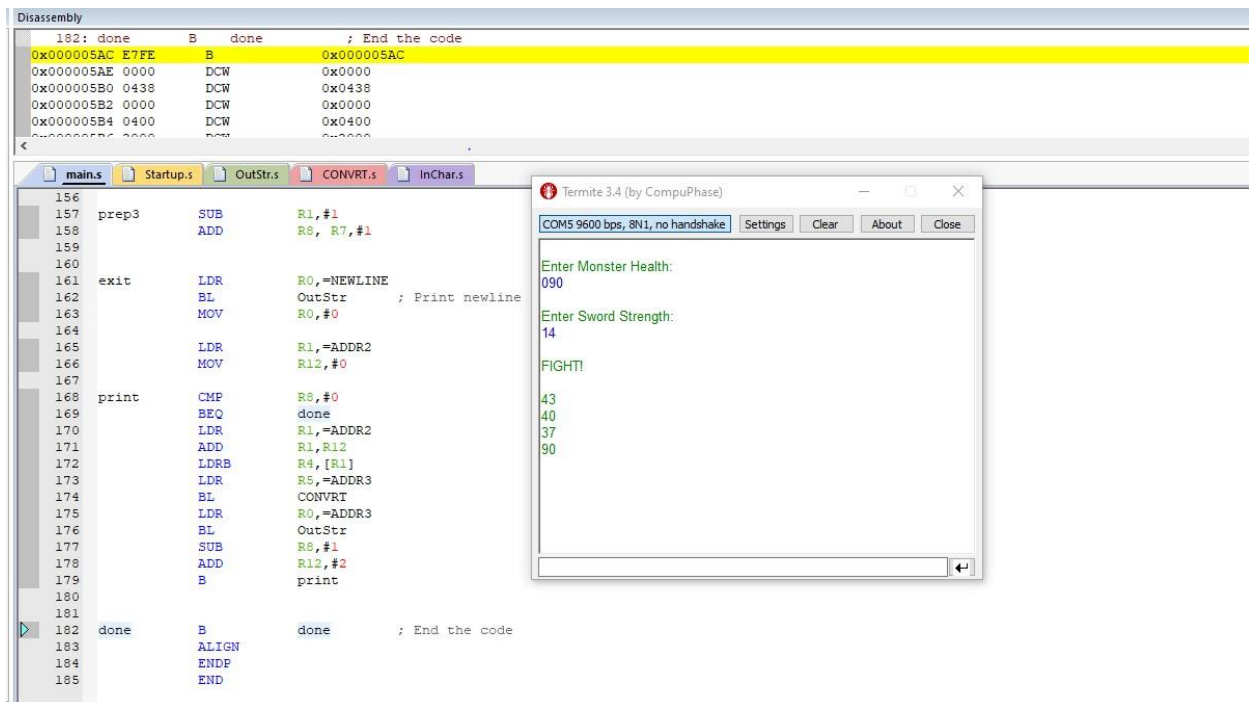 Disassembly
182: done B done ; End the code
0x000005AC E7FE B 0x000005AC
0x000005AE 0000 DCW 0x0000
0x000005B0 0438 DCW 0x0438
0x000005B2 0000 DCW 0x0000
0x000005B4 0400 DCW 0x0400
main.s Startup.s OutStr.s CONVRT.s InChar.s
156
157 prep3 SUB R1,#1
158 ADD R8, R7,#1
159
160
161 exit LDR R0,=NEWLINE
162 BL OutStr ; Print newline
163 MOV R0,#0
164
165 LDR R1,=ADDR2
166 MOV R12,#0
167
168 print CMP R8,#0
169 BEQ done
170 LDR R1,=ADDR2
171 ADD R1,R12
172 LDRB R4,[R1]
173 LDR R5,=ADDR3
174 BL CONVRT
175 LDR R0,=ADDR3
176 BL OutStr
177 SUB R8,#1
178 ADD R12,#2
179 B print
180
181
182 done B done ; End the code
183 ALIGN
184 ENDP
185 END
Termite 3.4 (by CompuPhase)
COM5 9600 bps, 8N1, no handshake Settings Clear About Close
Enter Monster Health:
090
Enter Sword Strength:
14
FIGHT!
43
40
37
90